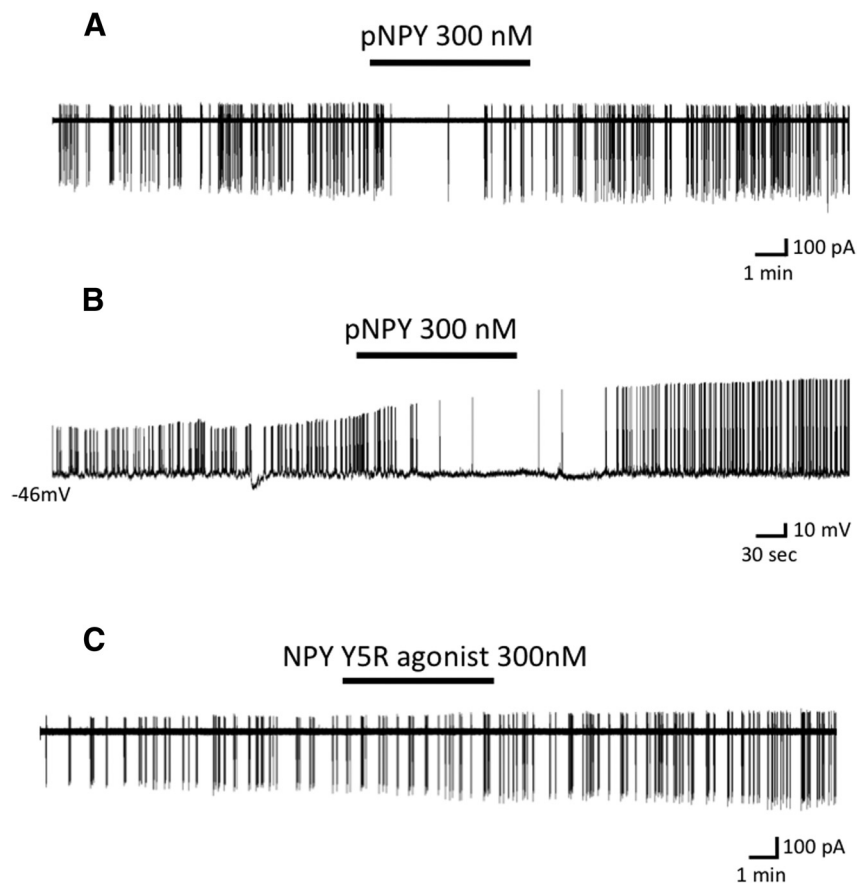 A
pNPY 300 nM
100 pA
1 min
B
pNPY 300 nM
-46mV
10 mV
30 sec
C
NPY Y5R agonist 300nM
100 pA
1 min